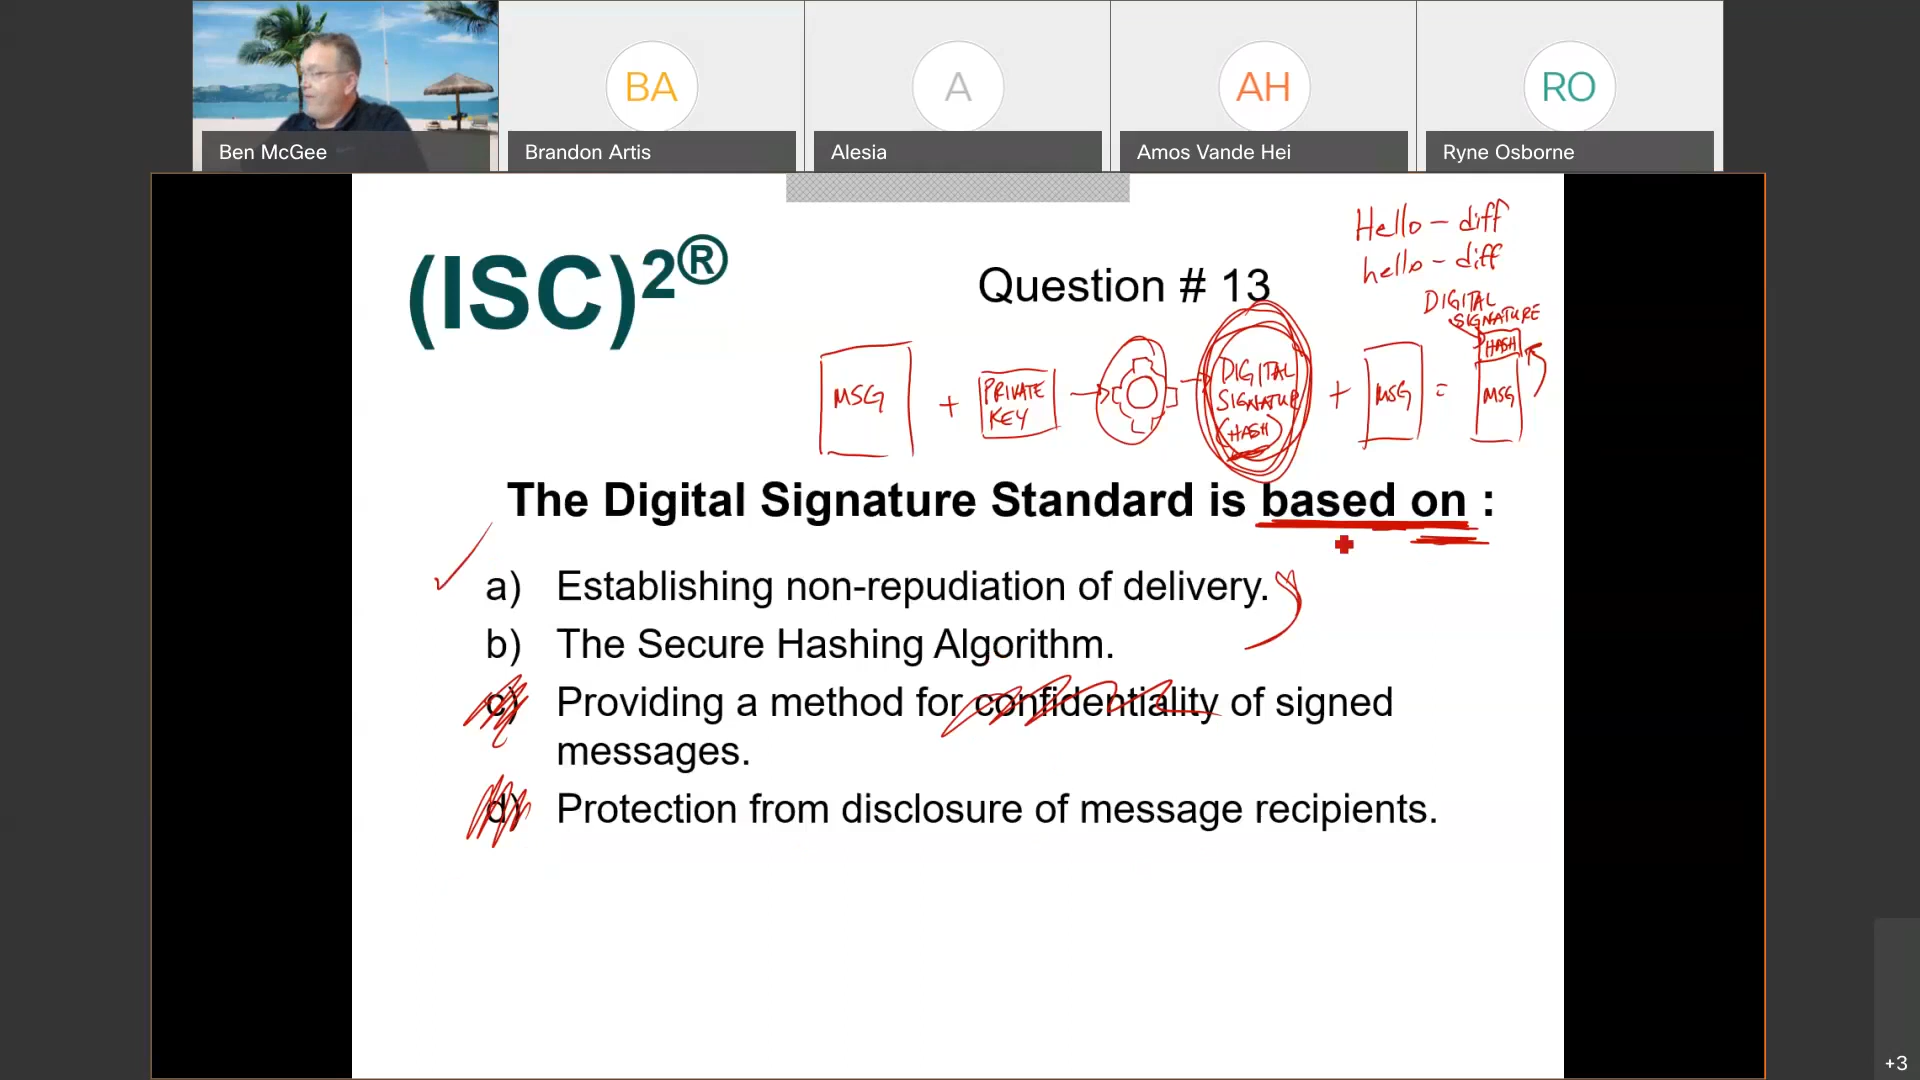 BA
A
AH
RO
Ben McGee
Brandon Artis
Alesia
Amos Vande Hei
Ryne Osborne
Hello - diff
hello - diff
(ISC)2®
Question # 13
DIGITAL
SIGNATURE
HASH
MSG + PRIVATE KEY → DIGITAL SIGNATUR (HASH) + MSG = MSG
The Digital Signature Standard is based on :
a) Establishing non-repudiation of delivery.
b) The Secure Hashing Algorithm.
c) Providing a method for confidentiality of signed
messages.
d) Protection from disclosure of message recipients.
+3